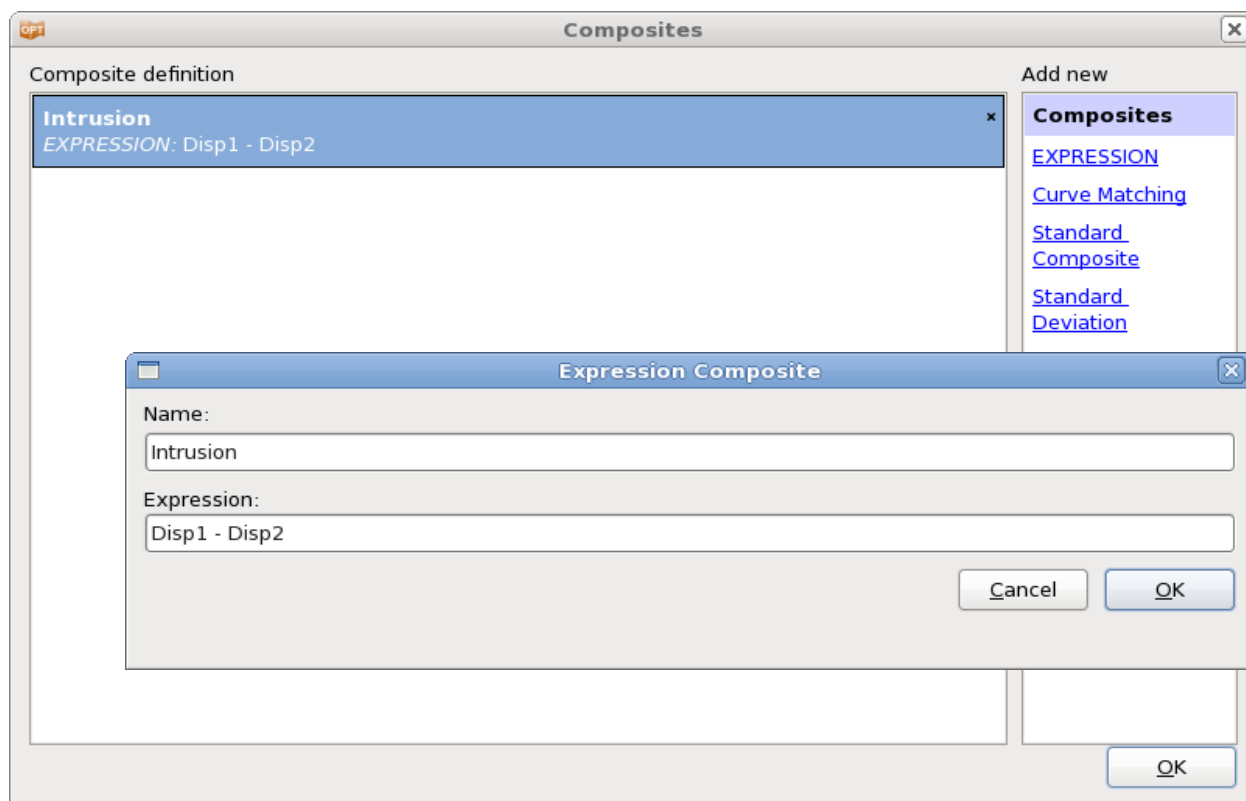 OPT
Composites
Composite definition
Add new
Intrusion
EXPRESSION: Disp1 - Disp2
Composites
EXPRESSION
Curve Matching
Standard
Composite
Standard
Deviation
Expression Composite
Name:
Intrusion
Expression:
Disp1 - Disp2
Cancel
OK
OK